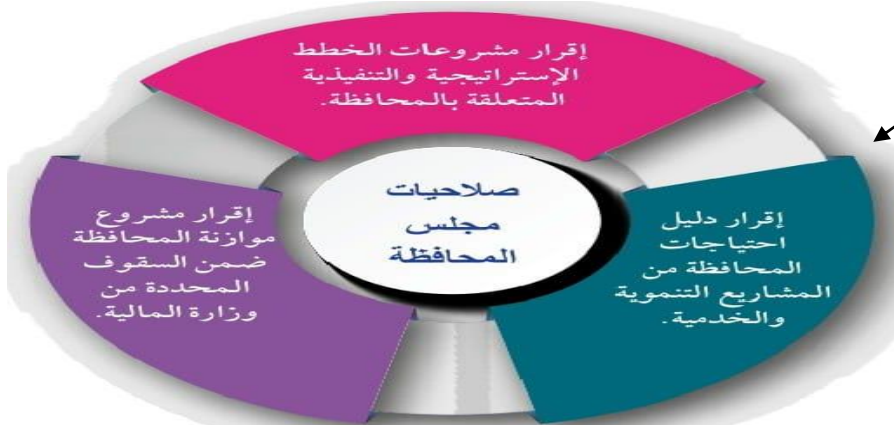 إقرار مشروعات الخطط
الإستراتيجية والتنفيذية
المتعلقة بالمحافظة.
صلاحيات
مجلس
المحافظة
إقرار دليل
احتياجات
المحافظة من
المشاريع التنموية
والخدمية.
إقرار مشروع
موازنة المحافظة
ضمن السقوف
المحددة من
وزارة المالية.